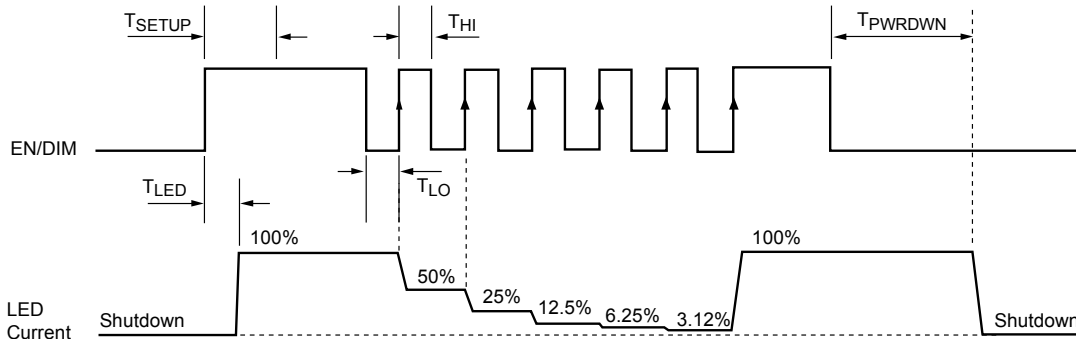 TSETUP
THI
TPWRDWN
EN/DIM
TLED
TLO
100%
100%
50%
25%
12.5%
6.25%
3.12%
LED
Current
Shutdown
Shutdown